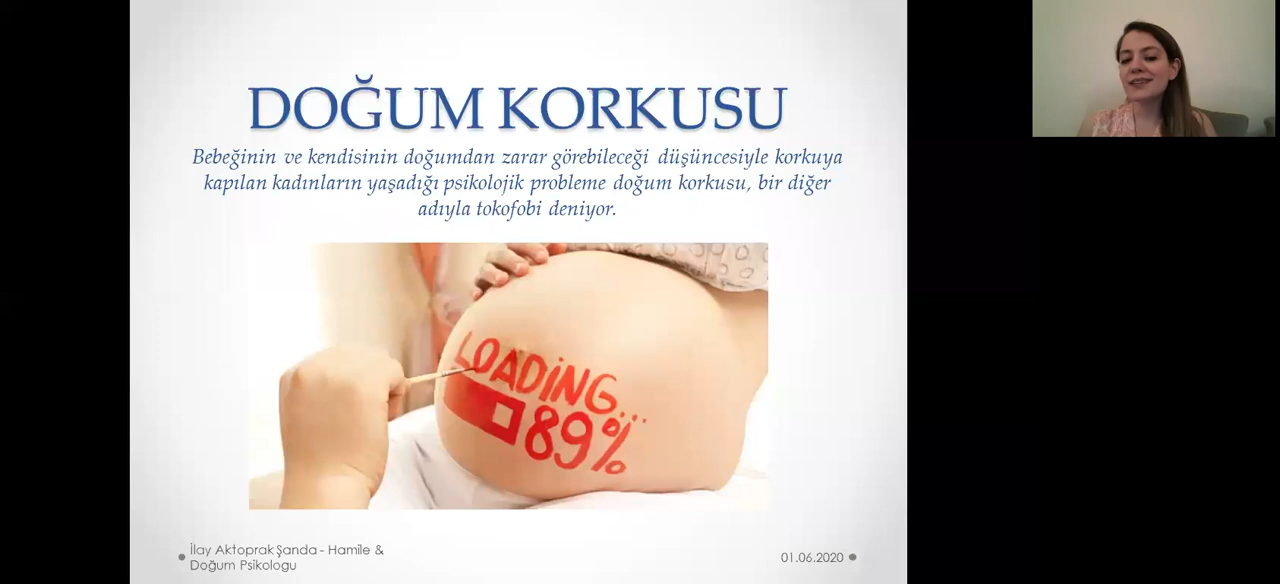 DOĞUM KORKUSU
Bebeğinin ve kendisinin doğumdan zarar görebileceği düşüncesiyle korkuya
kapılan kadınların yaşadığı psikolojik probleme doğum korkusu, bir diğer
adıyla tokofobi deniyor.
LOADING...
89%
İlay Aktoprak Şanda - Hamile &
Doğum Psikologu
01.06.2020